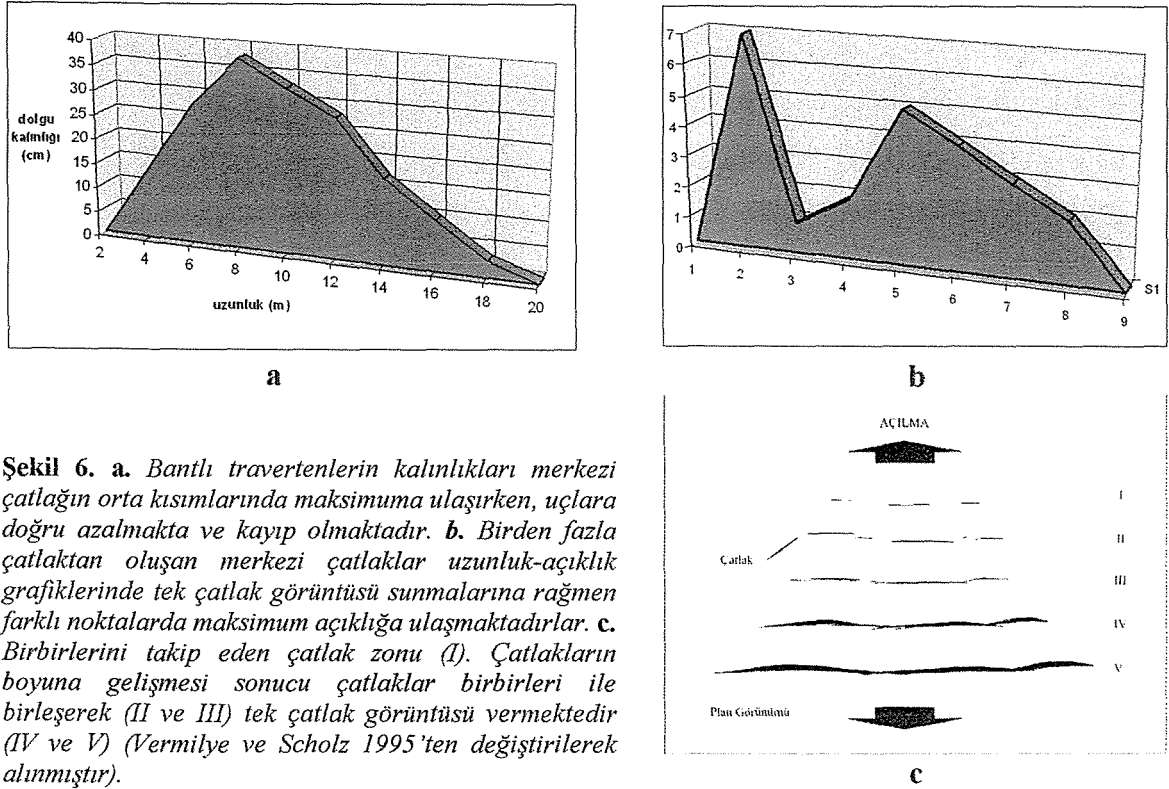 40
35
30
25
20
15
10
5
0
dolgu
kalınlığı
(cm)
2 4 6 8 10 12 14 16 18 20
uzunluk (m)
a
7
6
5
4
3
2
1
0
1 2 3 4 5 6 7 8 9
S1
b
Şekil 6. a. Bantlı travertenlerin kalınlıkları merkezi
çatlağın orta kısımlarında maksimuma ulaşırken, uçlara
doğru azalmakta ve kayıp olmaktadır. b. Birden fazla
çatlaktan oluşan merkezi çatlaklar uzunluk-açıklık
grafiklerinde tek çatlak görüntüsü sunmalarına rağmen
farklı noktalarda maksimum açıklığa ulaşmaktadırlar. c.
Birbirlerini takip eden çatlak zonu (I). Çatlakların
boyuna gelişmesi sonucu çatlaklar birbirleri ile
birleşerek (II ve III) tek çatlak görüntüsü vermektedir
(IV ve V) (Vermilye ve Scholz 1995'ten değiştirilerek
alınmıştır).
AÇILMA
I
II
Çatlak
III
IV
V
Plan Görünümü
c